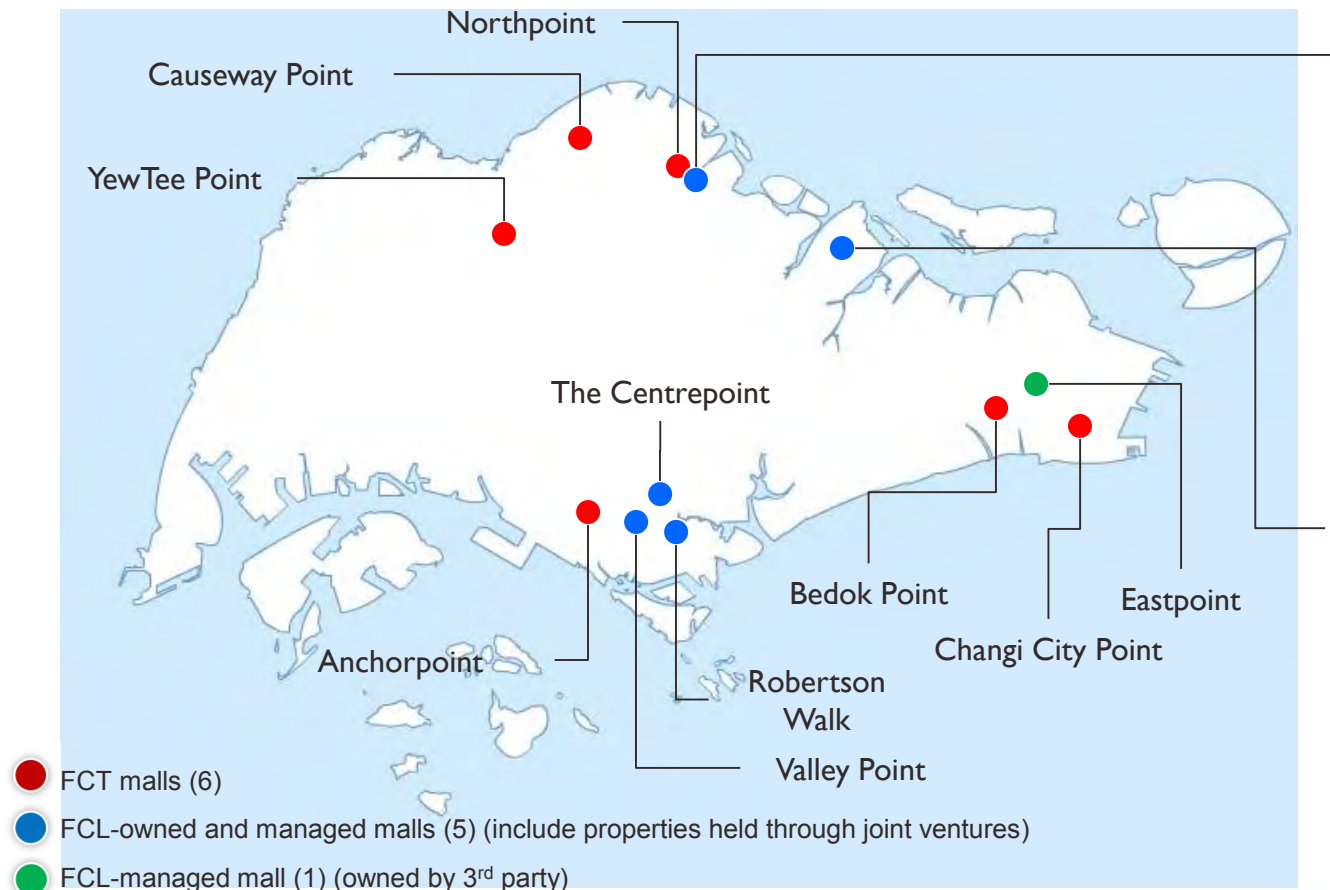 Northpoint
Causeway Point
YewTee Point
The Centrepoint
Bedok Point
Eastpoint
Changi City Point
Anchorpoint
Robertson
Walk
Valley Point
FCT malls (6)
FCL-owned and managed malls (5) (include properties held through joint ventures)
FCL-managed mall (1) (owned by 3rd party)